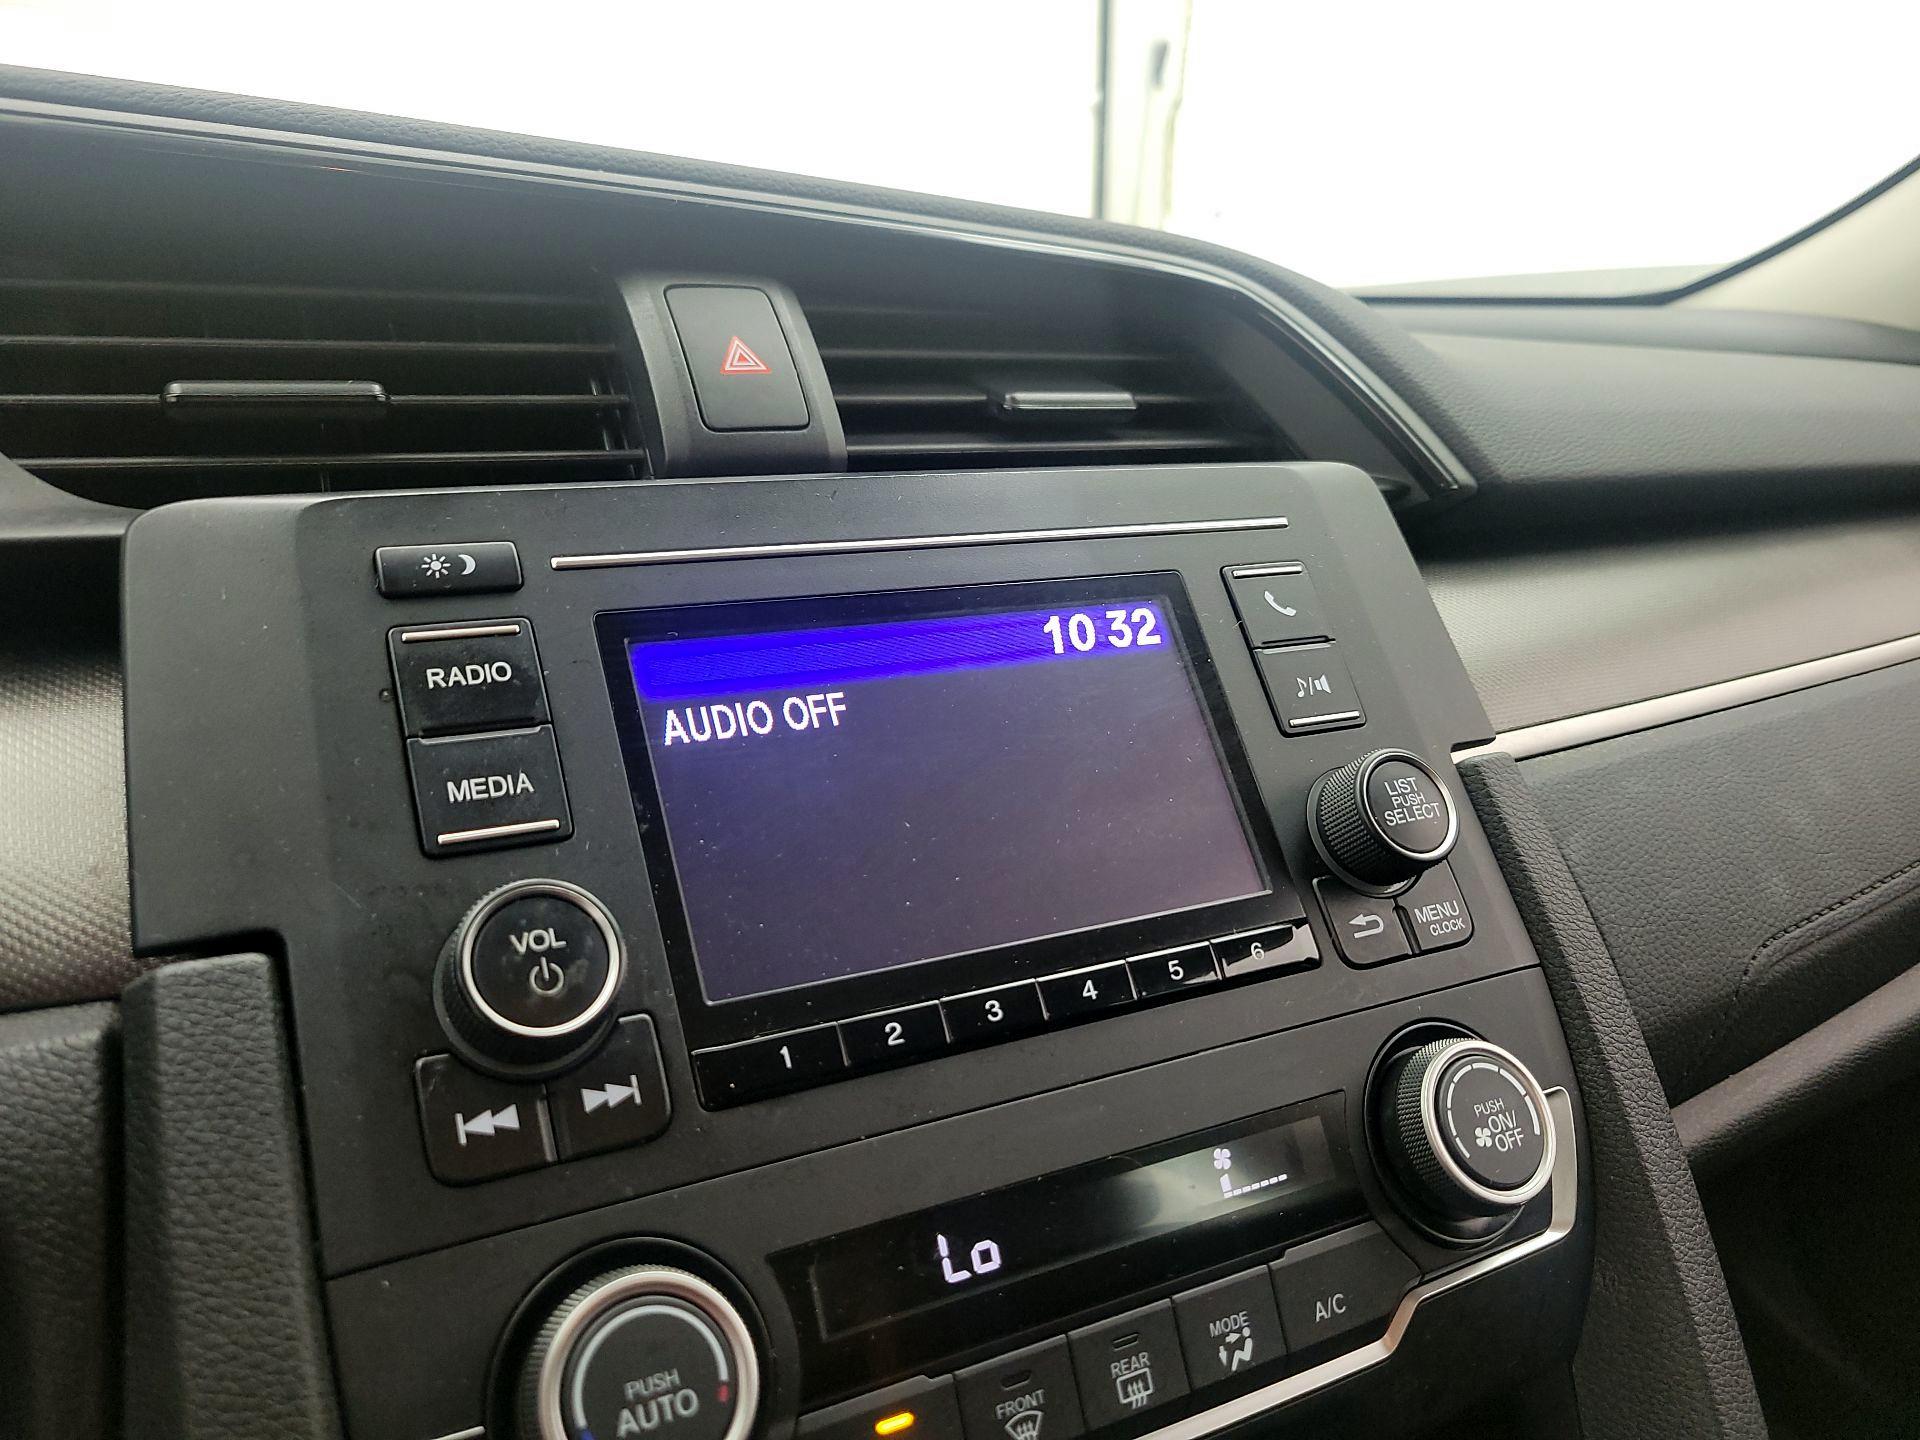 RADIO
MEDIA
VOL
10 32
AUDIO OFF
LIST
PUSH
SELECT
MENU
CLOCK
1 2 3 4 5 6
PUSH
ON/
OFF
Lo
PUSH
AUTO
FRONT
REAR
MODE
A/C